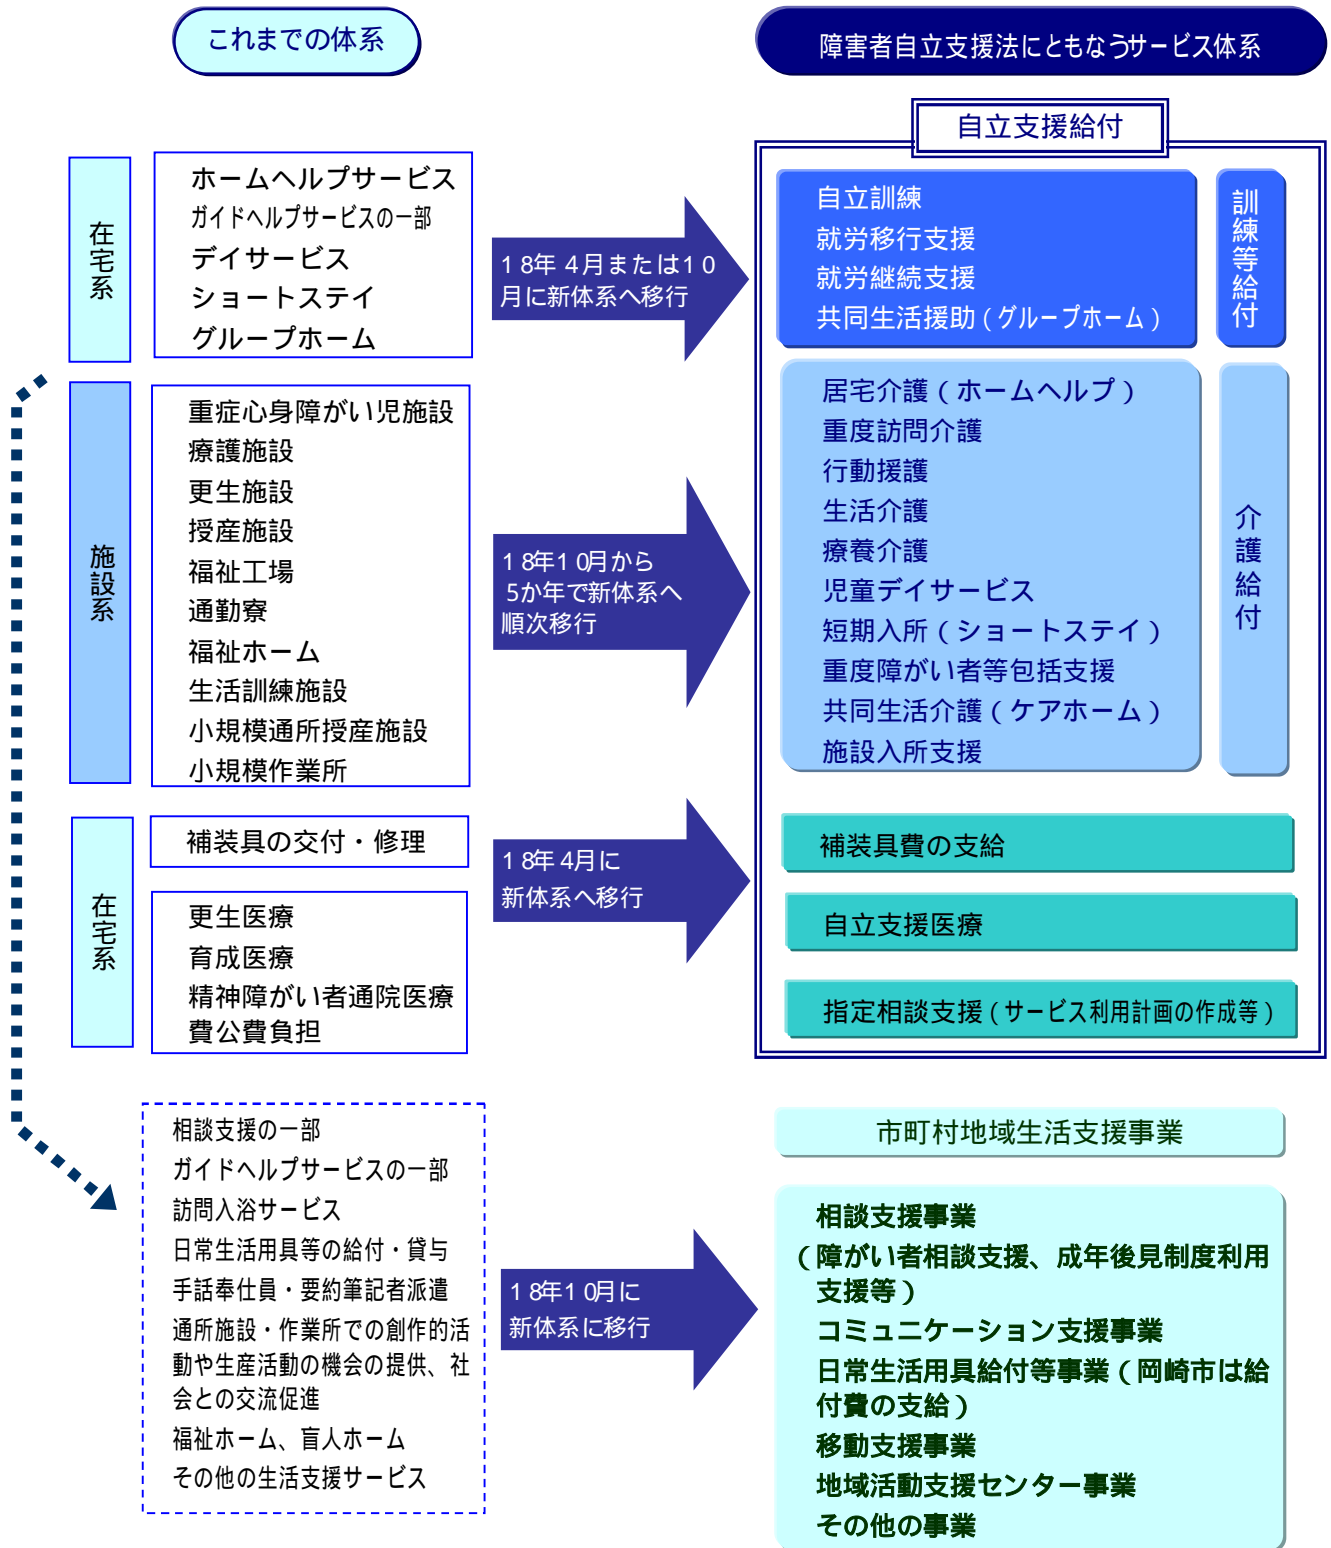 これまでの体系
障害者自立支援法にともなうサービス体系
自立支援給付
在宅系
ホームヘルプサービス
ガイドヘルプサービスの一部
デイサービス
ショートステイ
グループホーム
18年4月または10
月に新体系へ移行
自立訓練
就労移行支援
就労継続支援
共同生活援助(グループホーム)
訓練等給付
施設系
重症心身障がい児施設
療護施設
更生施設
授産施設
福祉工場
通勤寮
福祉ホーム
生活訓練施設
小規模通所授産施設
小規模作業所
18年10月から
5か年で新体系へ
順次移行
居宅介護(ホームヘルプ)
重度訪問介護
行動援護
生活介護
療養介護
児童デイサービス
短期入所(ショートステイ)
重度障がい者等包括支援
共同生活介護(ケアホーム)
施設入所支援
介護給付
在宅系
補装具の交付・修理
更生医療
育成医療
精神障がい者通院医療
費公費負担
18年4月に
新体系へ移行
補装具費の支給
自立支援医療
指定相談支援(サービス利用計画の作成等)
相談支援の一部
ガイドヘルプサービスの一部
訪問入浴サービス
日常生活用具等の給付・貸与
手話奉仕員・要約筆記者派遣
通所施設・作業所での創作的活
動や生産活動の機会の提供、社
会との交流促進
福祉ホーム、盲人ホーム
その他の生活支援サービス
18年10月に
新体系に移行
市町村地域生活支援事業
相談支援事業
(障がい者相談支援、成年後見制度利用
支援等)
コミュニケーション支援事業
日常生活用具給付等事業(岡崎市は給
付費の支給)
移動支援事業
地域活動支援センター事業
その他の事業